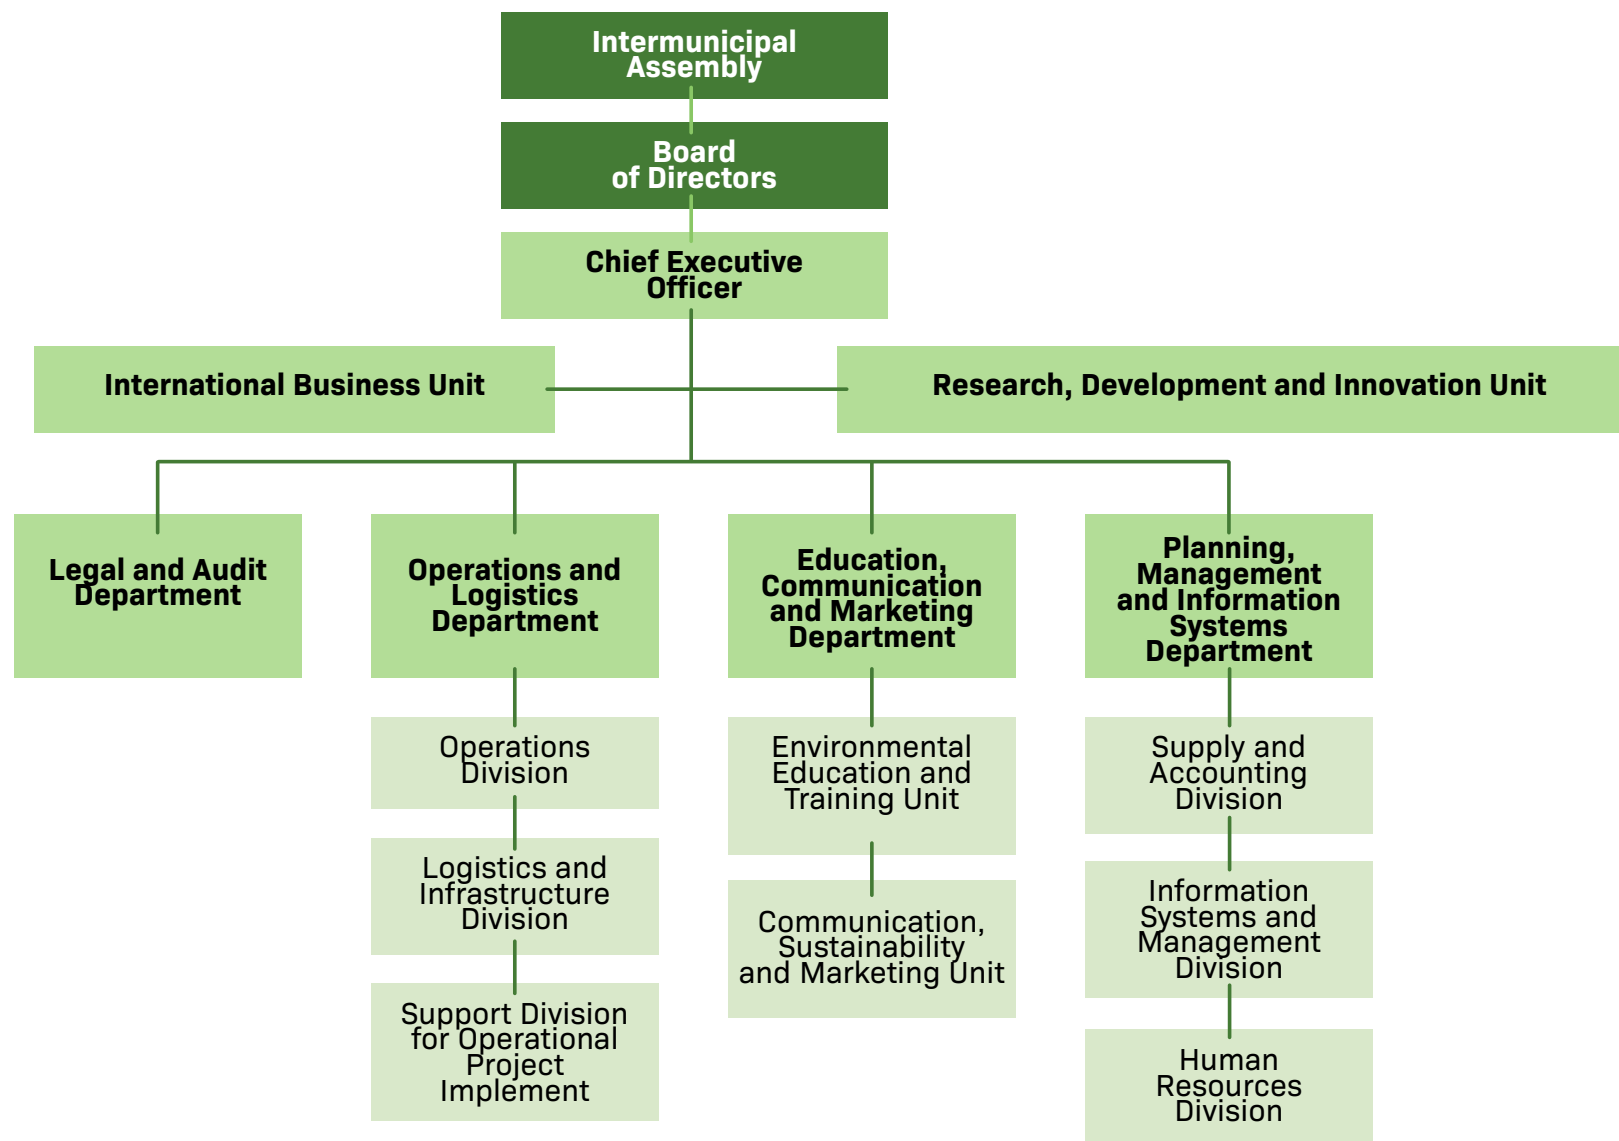 Intermunicipal
Assembly
Board
of Directors
Chief Executive
Officer
International Business Unit
Research, Development and Innovation Unit
Legal and Audit
Department
Operations and
Logistics
Department
Education,
Communication
and Marketing
Department
Planning,
Management
and Information
Systems
Department
Operations
Division
Logistics and
Infrastructure
Division
Support Division
for Operational
Project
Implement
Environmental
Education and
Training Unit
Communication,
Sustainability
and Marketing Unit
Supply and
Accounting
Division
Information
Systems and
Management
Division
Human
Resources
Division